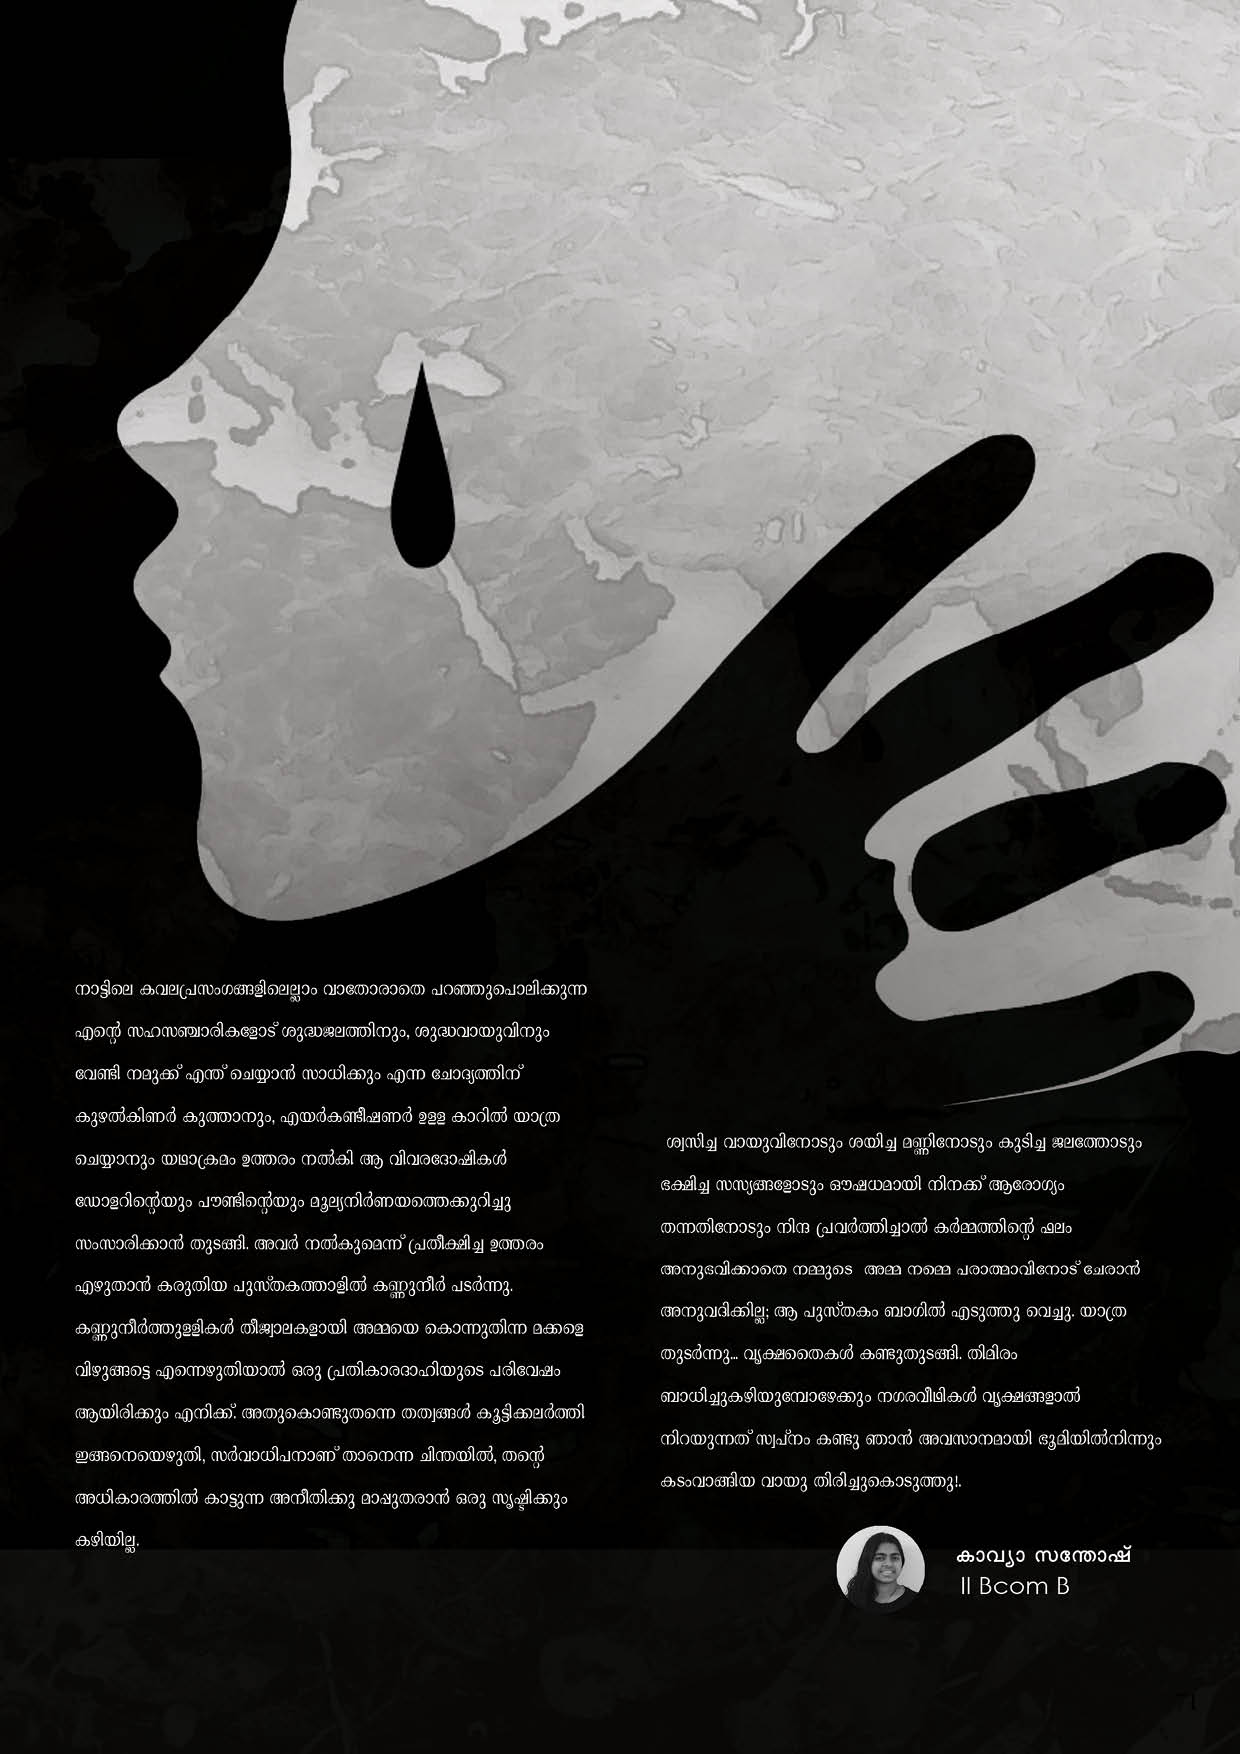 നാട്ടിലെ കവലപ്രസംഗങ്ങളിലെല്ലാം വാതോരാതെ പറഞ്ഞുപൊലിക്കുന്ന
എന്റെ സഹസഞ്ചാരികളോട് ശുദ്ധജലത്തിനും, ശുദ്ധവായുവിനും
വേണ്ടി നമുക്ക് എന്ത് ചെയ്യാൻ സാധിക്കും എന്ന ചോദ്യത്തിന്
കുഴൽകിണർ കുത്താനും, എയർകണ്ടീഷണർ ഉളള കാറിൽ യാത്ര
ചെയ്യാനും യഥാക്രമം ഉത്തരം നൽകി ആ വിവരദോഷികൾ
ഡോളറിന്റെയും പൗണ്ടിന്റെയും മൂല്യനിർണയത്തെക്കുറിച്ചു
സംസാരിക്കാൻ തുടങ്ങി. അവർ നൽകുമെന്ന് പ്രതീക്ഷിച്ച ഉത്തരം
എഴുതാൻ കരുതിയ പുസ്തകത്താളിൽ കണ്ണുനീർ പടർന്നു.
കണ്ണുനീർത്തുളളികൾ തീജ്വാലകളായി അമ്മയെ കൊന്നുതിന്ന മക്കളെ
വിഴുങ്ങട്ടെ എന്നെഴുതിയാൽ ഒരു പ്രതികാരദാഹിയുടെ പരിവേഷം
ആയിരിക്കും എനിക്ക്. അതുകൊണ്ടുതന്നെ തത്വങ്ങൾ കൂട്ടിക്കലർത്തി
ഇങ്ങനെയെഴുതി, സർവാധിപനാണ് താനെന്ന ചിന്തയിൽ, തന്റെ
അധികാരത്തിൽ കാട്ടുന്ന അനീതിക്കു മാപ്പുതരാൻ ഒരു സൃഷ്ടിക്കും
കഴിയില്ല.
ശ്വസിച്ച വായുവിനോടും ശയിച്ച മണ്ണിനോടും കുടിച്ച ജലത്തോടും
ഭക്ഷിച്ച സസ്യങ്ങളോടും ഔഷധമായി നിനക്ക് ആരോഗ്യം
തന്നതിനോടും നിന്ദ പ്രവർത്തിച്ചാൽ കർമ്മത്തിന്റെ ഫലം
അനുഭവിക്കാതെ നമ്മുടെ അമ്മ നമ്മെ പരാത്മാവിനോട് ചേരാൻ
അനുവദിക്കില്ല; ആ പുസ്തകം ബാഗിൽ എടുത്തു വെച്ചു. യാത്ര
തുടർന്നു... വൃക്ഷതൈകൾ കണ്ടുതുടങ്ങി. തിമിരം
ബാധിച്ചുകഴിയുമ്പോഴേക്കും നഗരവീഥികൾ വൃക്ഷങ്ങളാൽ
നിറയുന്നത് സ്വപ്നം കണ്ടു ഞാൻ അവസാനമായി ഭൂമിയിൽനിന്നും
കടംവാങ്ങിയ വായു തിരിച്ചുകൊടുത്തു!.
കാവ്യാ സന്തോഷ്
II Bcom B
71